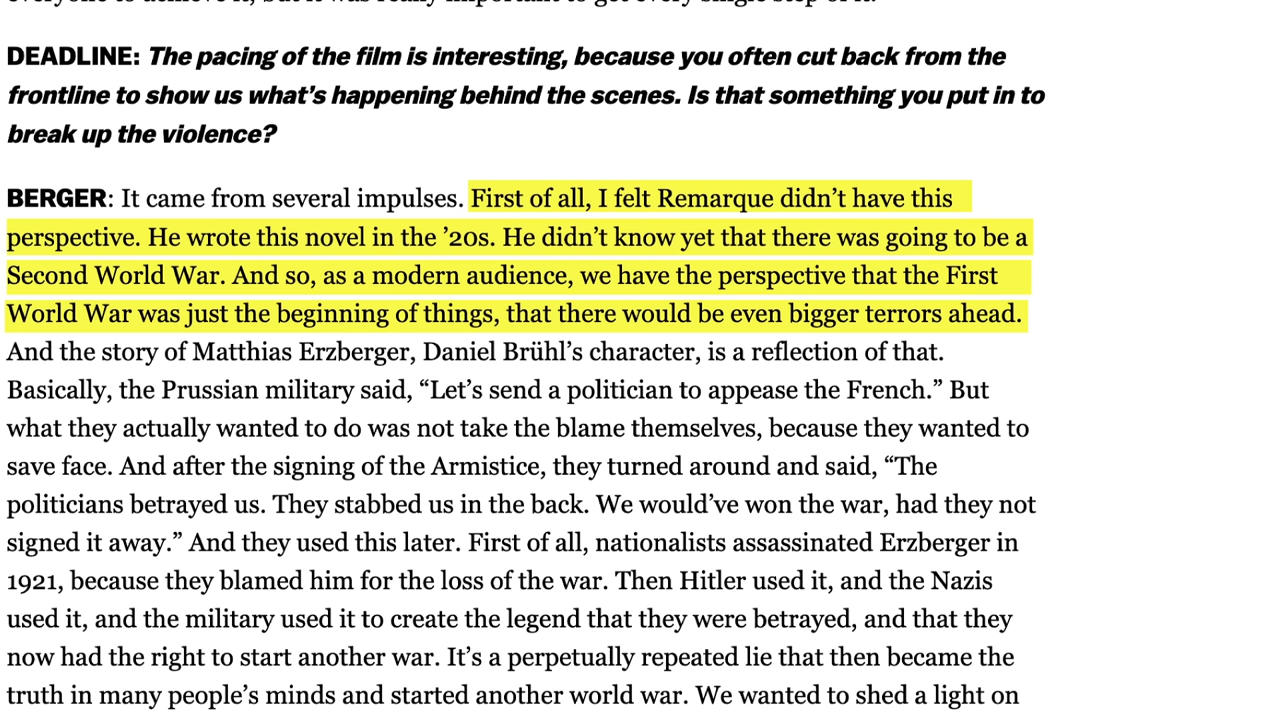 DEADLINE: The pacing of the film is interesting, because you often cut back from the
frontline to show us what’s happening behind the scenes. Is that something you put in to
break up the violence?
BERGER: It came from several impulses. First of all, I felt Remarque didn’t have this
perspective. He wrote this novel in the ’20s. He didn’t know yet that there was going to be a
Second World War. And so, as a modern audience, we have the perspective that the First
World War was just the beginning of things, that there would be even bigger terrors ahead.
And the story of Matthias Erzberger, Daniel Brühl’s character, is a reflection of that.
Basically, the Prussian military said, “Let’s send a politician to appease the French.” But
what they actually wanted to do was not take the blame themselves, because they wanted to
save face. And after the signing of the Armistice, they turned around and said, “The
politicians betrayed us. They stabbed us in the back. We would’ve won the war, had they not
signed it away.” And they used this later. First of all, nationalists assassinated Erzberger in
1921, because they blamed him for the loss of the war. Then Hitler used it, and the Nazis
used it, and the military used it to create the legend that they were betrayed, and that they
now had the right to start another war. It’s a perpetually repeated lie that then became the
truth in many people’s minds and started another world war. We wanted to shed a light on